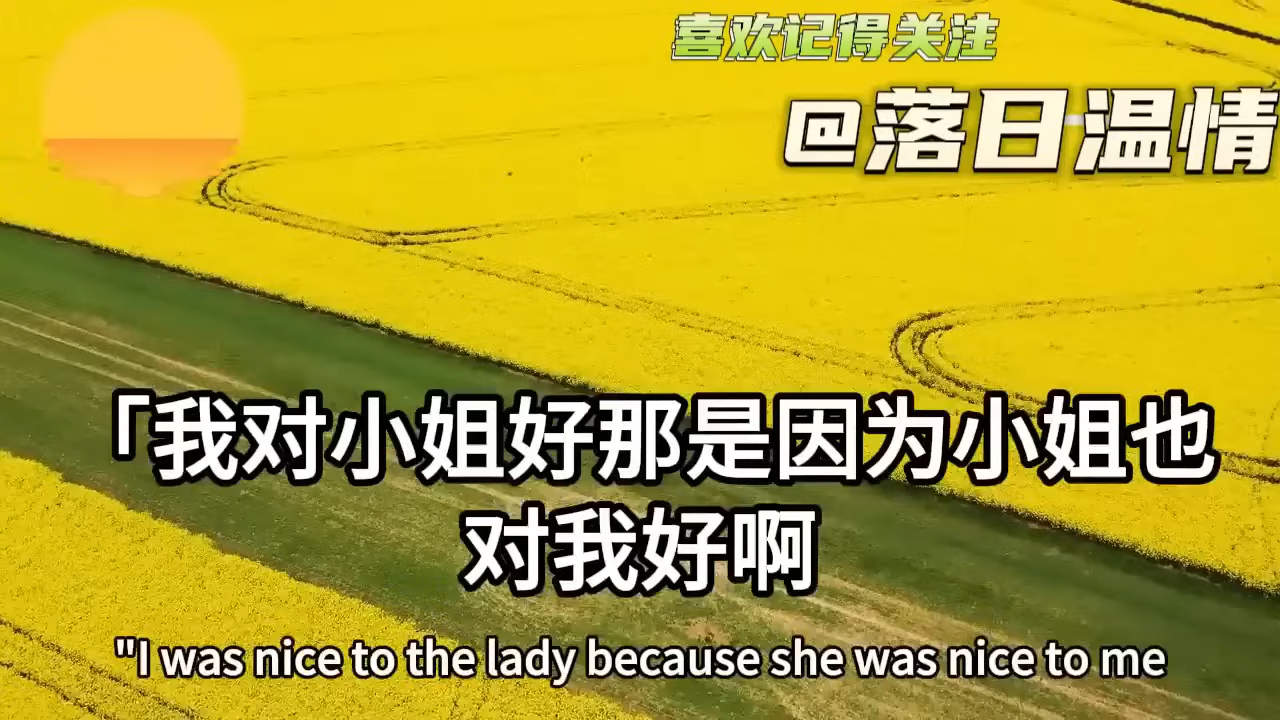 喜欢记得关注
@落日温情
「我对小姐好那是因为小姐也
对我好啊
"I was nice to the lady because she was nice to me